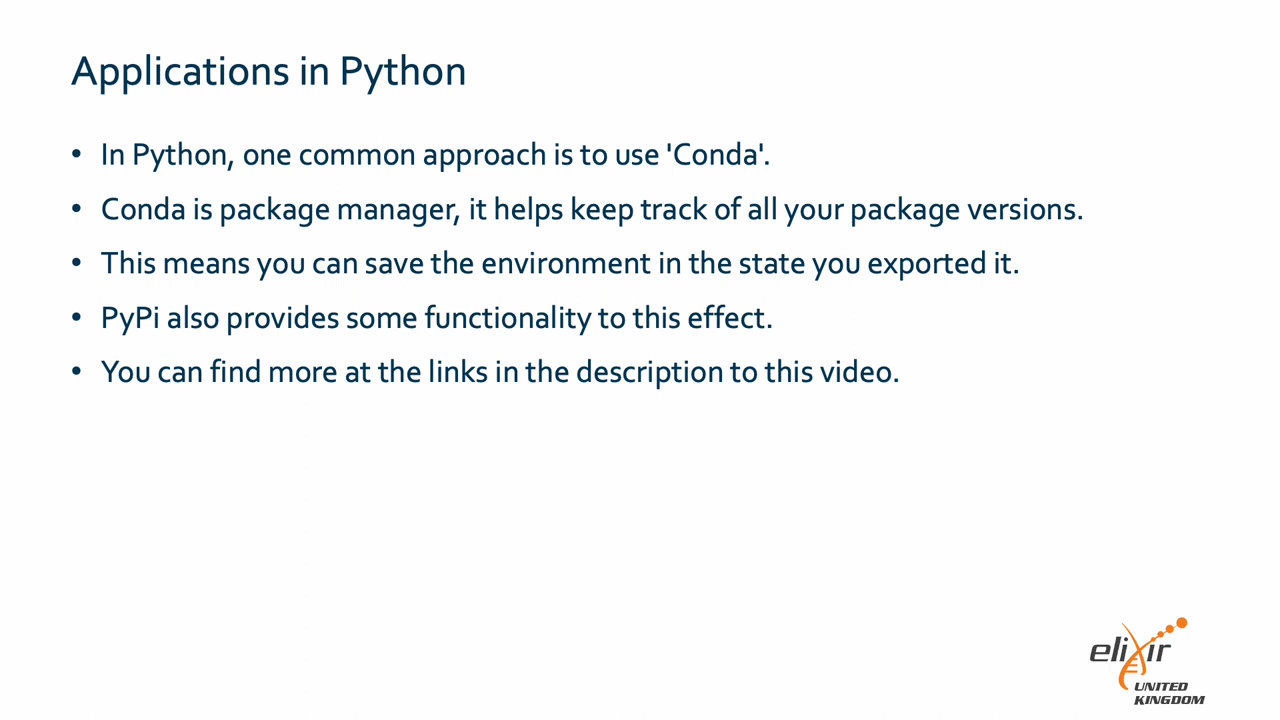 Applications in Python
• In Python, one common approach is to use 'Conda'.
• Conda is package manager, it helps keep track of all your package versions.
• This means you can save the environment in the state you exported it.
• PyPi also provides some functionality to this effect.
• You can find more at the links in the description to this video.
elixir
UNITED
KINGDOM